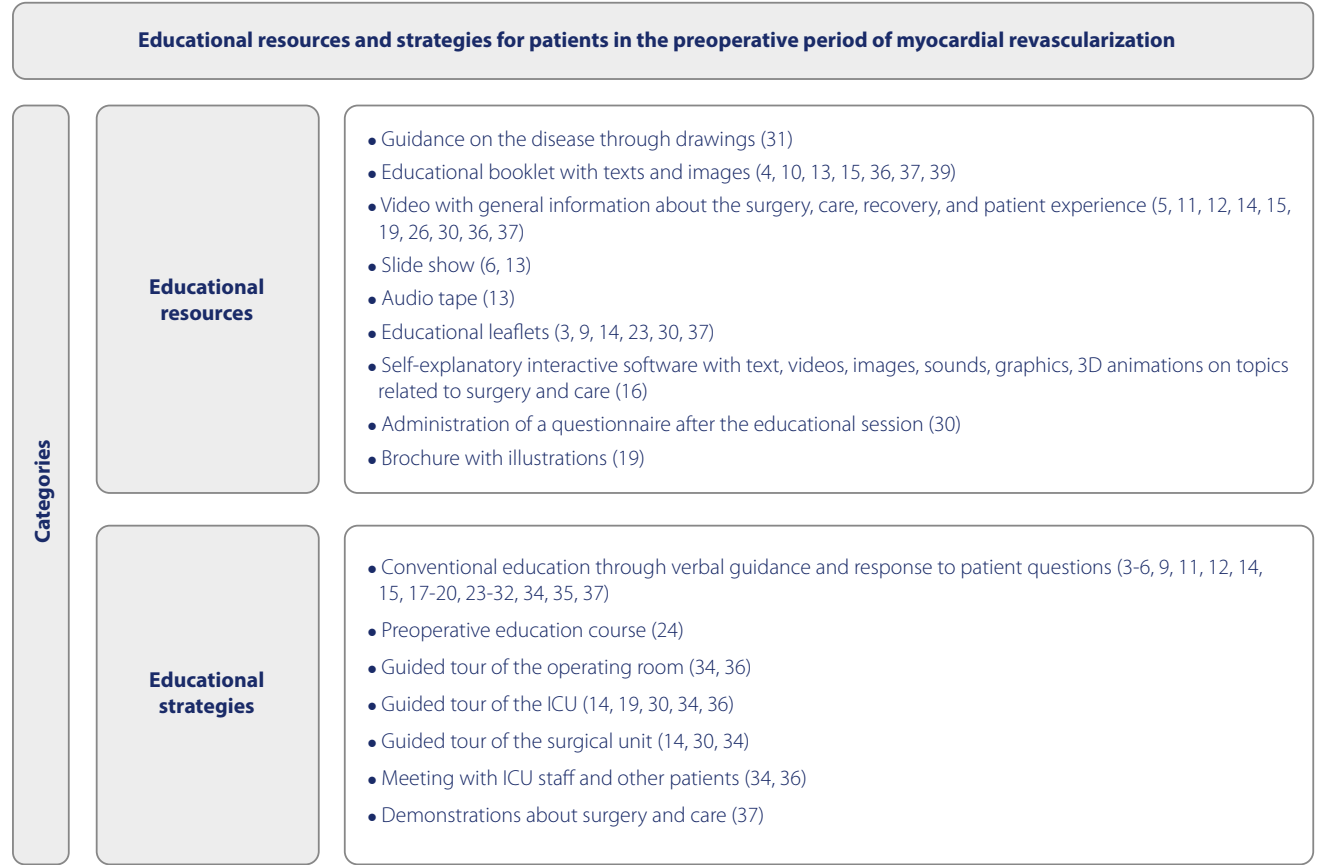 Educational resources and strategies for patients in the preoperative period of myocardial revascularization
Categories
Educational
resources
• Guidance on the disease through drawings (31)
• Educational booklet with texts and images (4, 10, 13, 15, 36, 37, 39)
• Video with general information about the surgery, care, recovery, and patient experience (5, 11, 12, 14, 15,
19, 26, 30, 36, 37)
• Slide show (6, 13)
• Audio tape (13)
• Educational leaflets (3, 9, 14, 23, 30, 37)
• Self-explanatory interactive software with text, videos, images, sounds, graphics, 3D animations on topics
related to surgery and care (16)
• Administration of a questionnaire after the educational session (30)
• Brochure with illustrations (19)
Educational
strategies
• Conventional education through verbal guidance and response to patient questions (3-6, 9, 11, 12, 14,
15, 17-20, 23-32, 34, 35, 37)
• Preoperative education course (24)
• Guided tour of the operating room (34, 36)
• Guided tour of the ICU (14, 19, 30, 34, 36)
• Guided tour of the surgical unit (14, 30, 34)
• Meeting with ICU staff and other patients (34, 36)
• Demonstrations about surgery and care (37)